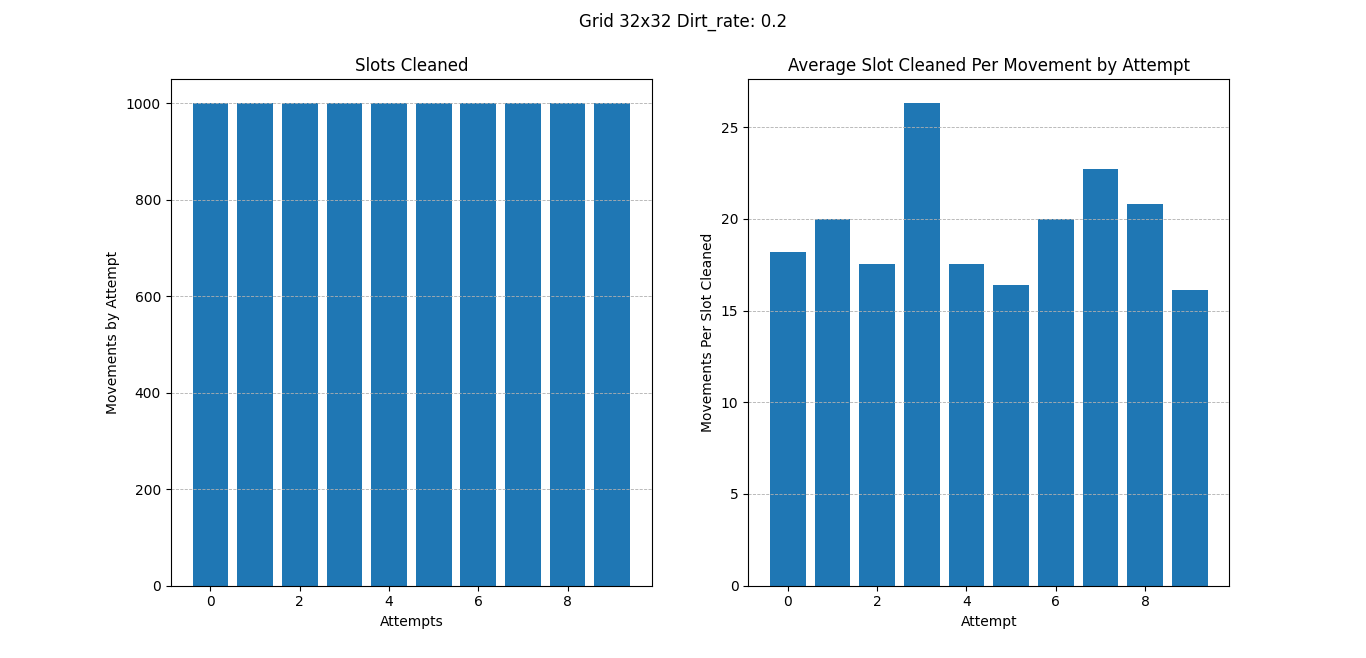 Grid 32x32 Dirt_rate: 0.2
Slots Cleaned
Movements by Attempt
1000
800
600
400
200
0
0 2 4 6 8
Attempts
Average Slot Cleaned Per Movement by Attempt
Movements Per Slot Cleaned
25
20
15
10
5
0
0 2 4 6 8
Attempt